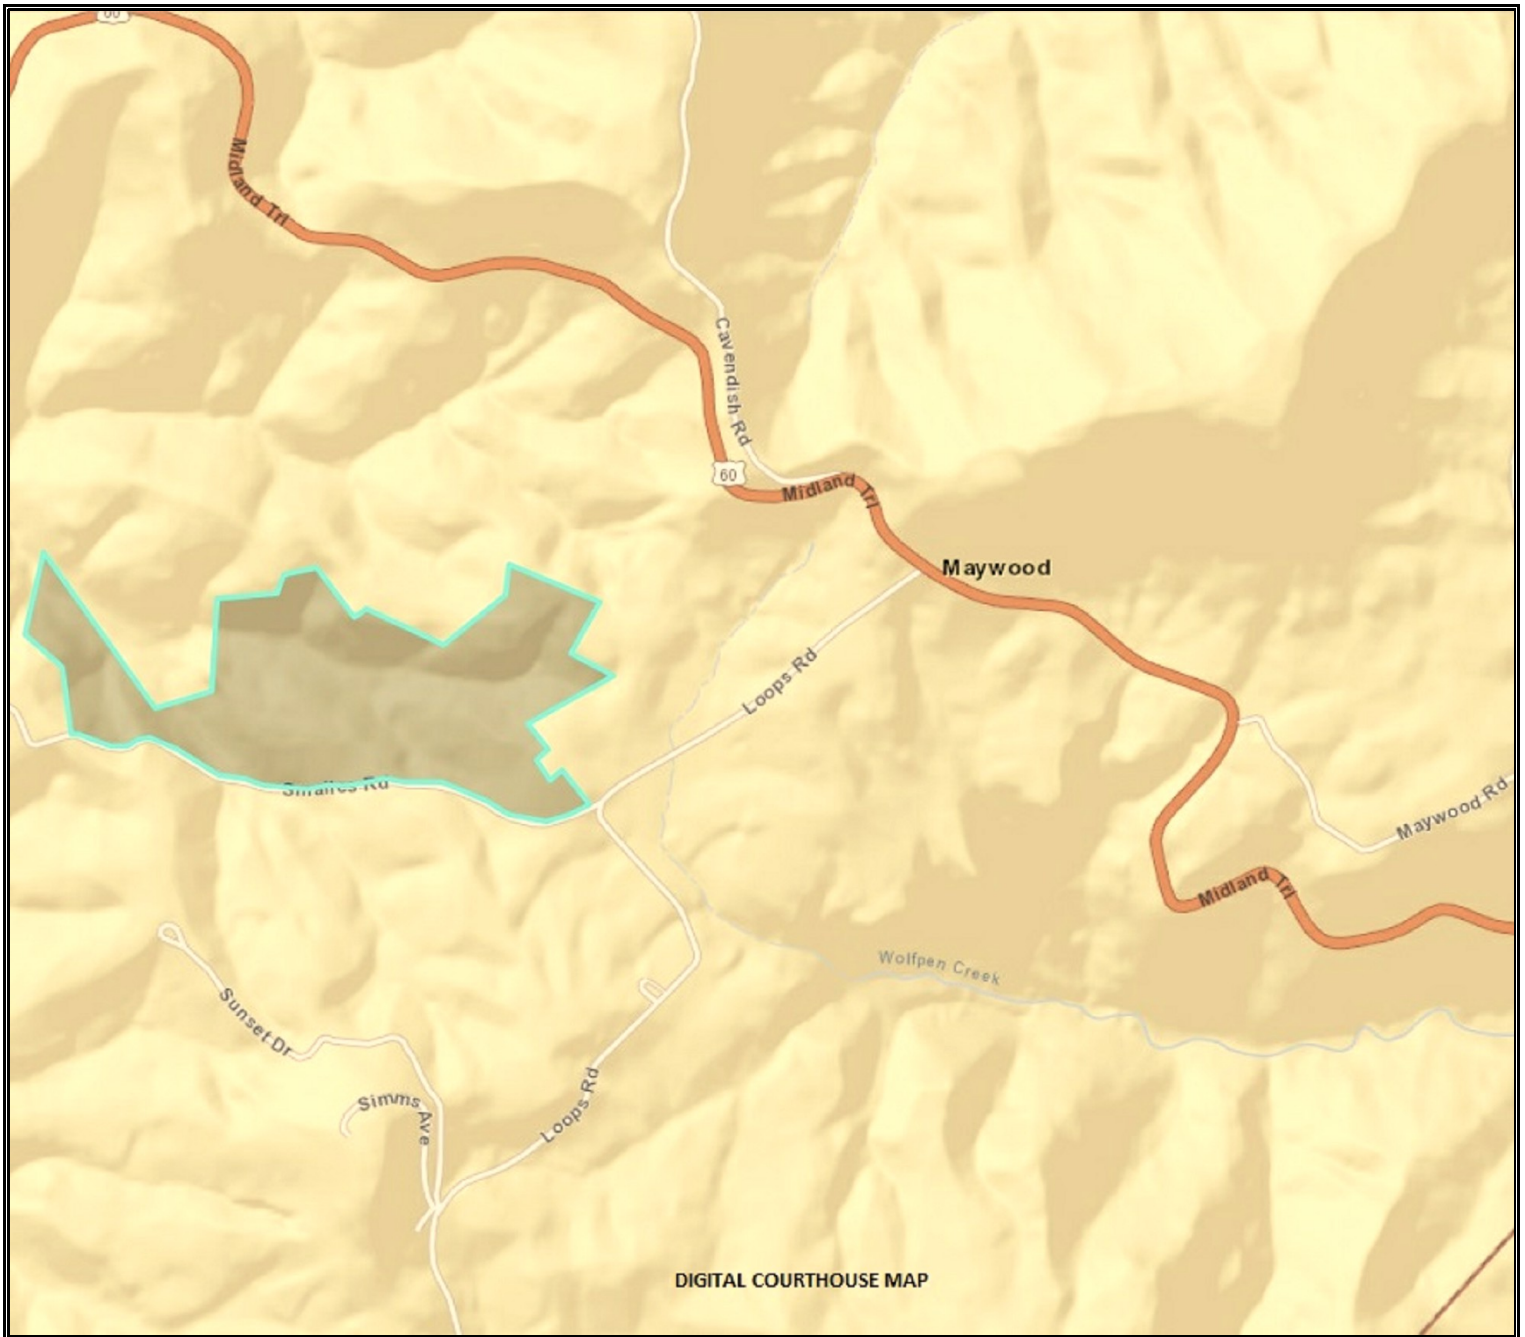 Midland Trl
Cavendish Rd
60
Midland Trl
Maywood
Loops Rd
Maywood Rd
Midland Trl
Wolfpen Creek
Sunset Dr
Simms Ave
Loops Rd
DIGITAL COURTHOUSE MAP